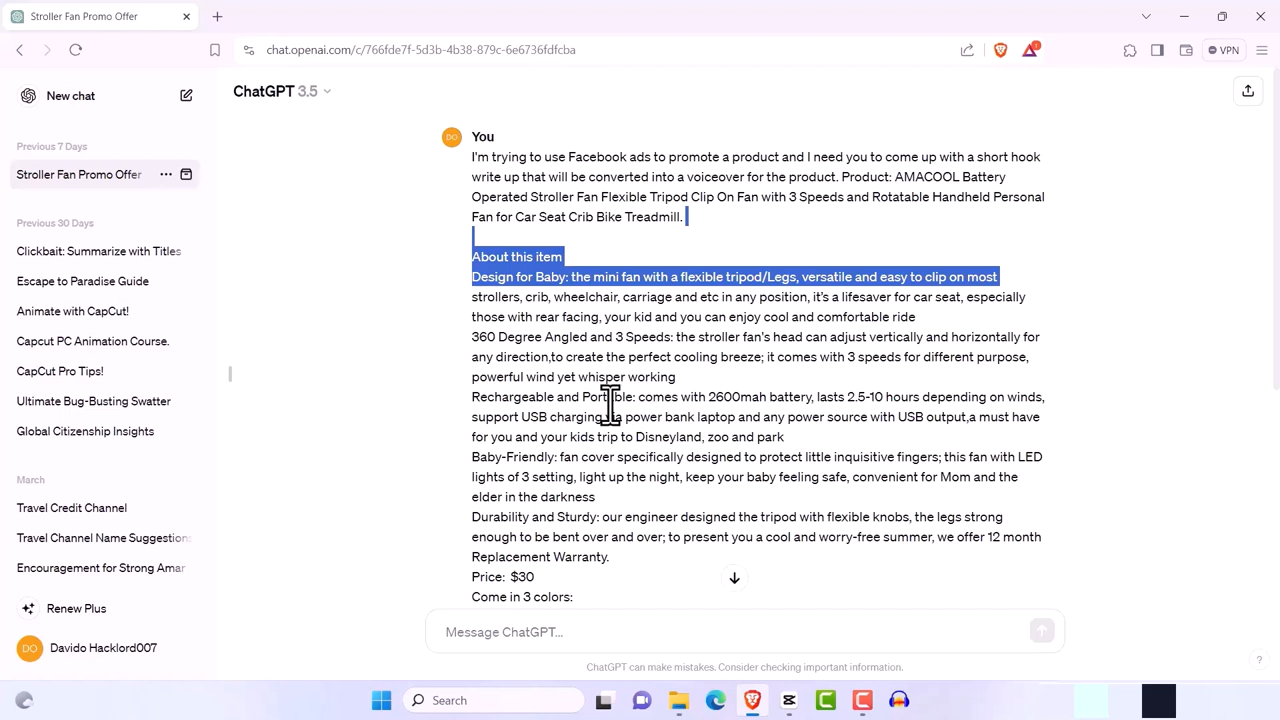 Stroller Fan Promo Offer
chat.openai.com/c/766fde7f-5d3b-4b38-879c-6e6736fdfcba
VPN
New chat
Previous 7 Days
Stroller Fan Promo Offer
Previous 30 Days
Clickbait: Summarize with Titles
Escape to Paradise Guide
Animate with CapCut!
Capcut PC Animation Course.
CapCut Pro Tips!
Ultimate Bug-Busting Swatter
Global Citizenship Insights
March
Travel Credit Channel
Travel Channel Name Suggestions
Encouragement for Strong Amar
Renew Plus
DO
Davido Hacklord007
ChatGPT 3.5
DO
You
I'm trying to use Facebook ads to promote a product and I need you to come up with a short hook
write up that will be converted into a voiceover for the product. Product: AMACOOL Battery
Operated Stroller Fan Flexible Tripod Clip On Fan with 3 Speeds and Rotatable Handheld Personal
Fan for Car Seat Crib Bike Treadmill.
About this item
Design for Baby: the mini fan with a flexible tripod/Legs, versatile and easy to clip on most
strollers, crib, wheelchair, carriage and etc in any position, it's a lifesaver for car seat, especially
those with rear facing, your kid and you can enjoy cool and comfortable ride
360 Degree Angled and 3 Speeds: the stroller fan's head can adjust vertically and horizontally for
any direction,to create the perfect cooling breeze; it comes with 3 speeds for different purpose,
powerful wind yet whisper working
Rechargeable and Portable: comes with 2600mah battery, lasts 2.5-10 hours depending on winds,
support USB charging via power bank laptop and any power source with USB output,a must have
for you and your kids trip to Disneyland, zoo and park
Baby-Friendly: fan cover specifically designed to protect little inquisitive fingers; this fan with LED
lights of 3 setting, light up the night, keep your baby feeling safe, convenient for Mom and the
elder in the darkness
Durability and Sturdy: our engineer designed the tripod with flexible knobs, the legs strong
enough to be bent over and over; to present you a cool and worry-free summer, we offer 12 month
Replacement Warranty.
Price: $30
Come in 3 colors:
Message ChatGPT...
ChatGPT can make mistakes. Consider checking important information.
?
Search